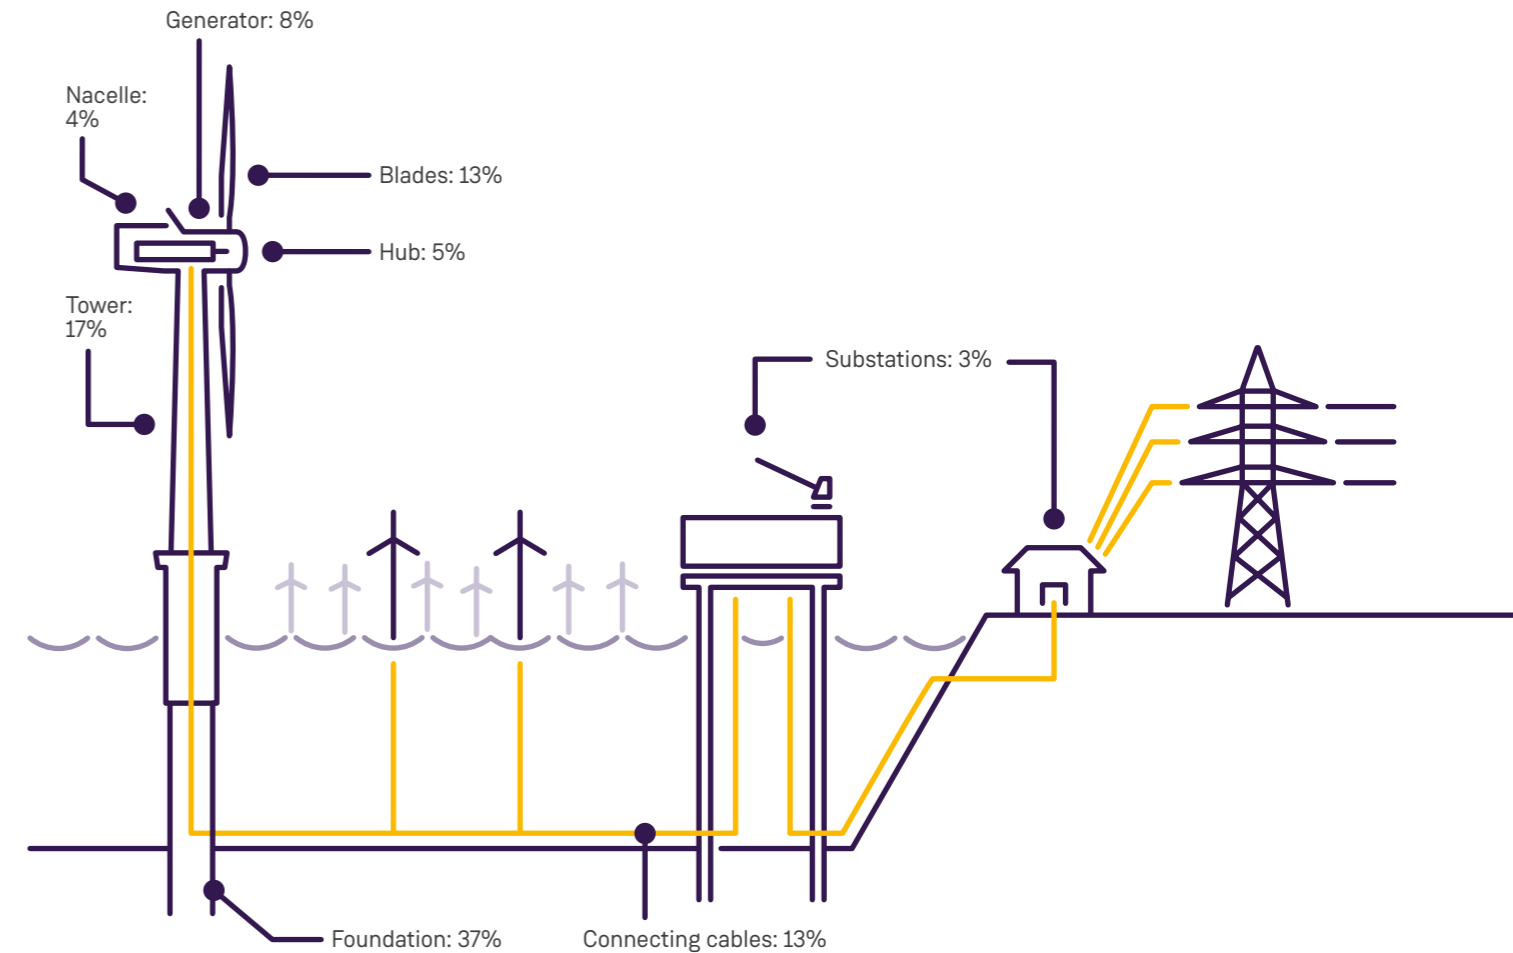 Generator: 8%
Nacelle:
4%
Blades: 13%
Hub: 5%
Tower:
17%
Substations: 3%
Foundation: 37%
Connecting cables: 13%